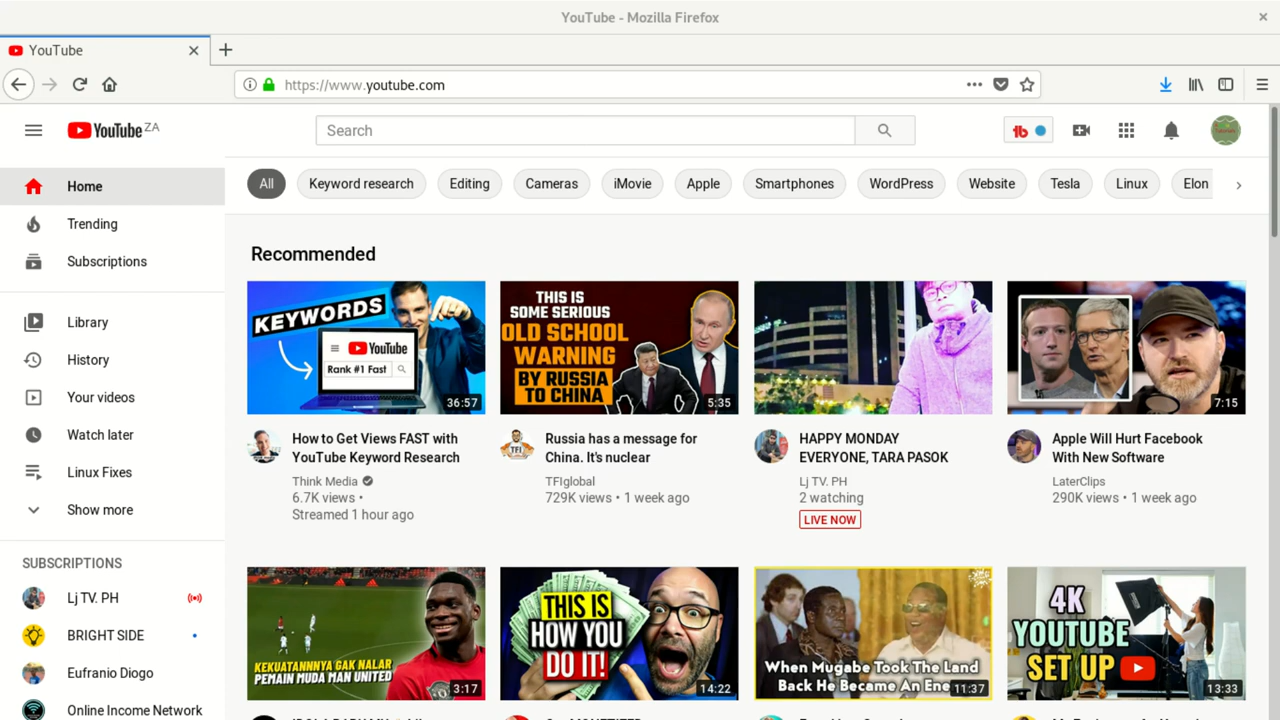 YouTube - Mozilla Firefox
YouTube
https://www.youtube.com
YouTube ZA
Search
Home
Trending
Subscriptions
Library
History
Your videos
Watch later
Linux Fixes
Show more
SUBSCRIPTIONS
Lj TV. PH
BRIGHT SIDE
Eufranio Diogo
Online Income Network
All Keyword research Editing Cameras iMovie Apple Smartphones WordPress Website Tesla Linux Elon
Recommended
KEYWORDS
YouTube
Rank #1 Fast
36:57
How to Get Views FAST with
YouTube Keyword Research
Think Media
6.7K views •
Streamed 1 hour ago
THIS IS
SOME SERIOUS
OLD SCHOOL
WARNING
BY RUSSIA
TO CHINA
5:35
Russia has a message for
China. It's nuclear
TFI
TFIglobal
729K views • 1 week ago
HAPPY MONDAY
EVERYONE, TARA PASOK
Lj TV. PH
2 watching
LIVE NOW
7:15
Apple Will Hurt Facebook
With New Software
LaterClips
290K views • 1 week ago
KEKUATANNNYA GAK NALAR
PEMAIN MUDA MAN UNITED
3:17
THIS IS
HOW YOU
DO IT!
14:22
When Mugabe Took The Land
Back He Became An Ene
11:37
4K
YOUTUBE
SET UP
13:33